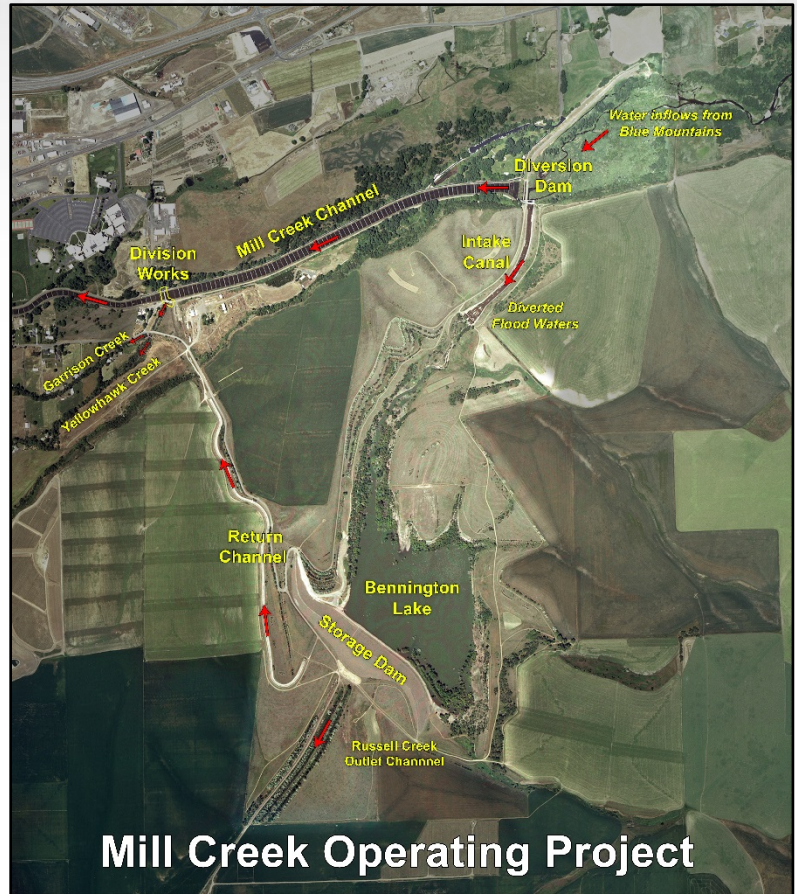 Water inflows from
Blue Mountains
Diversion
Dam
Mill Creek Channel
Intake
Canal
Division
Works
Diverted
Flood Waters
Garrison Creek
Yellowhawk Creek
Return
Channel
Bennington
Lake
Storage Dam
Russell Creek
Outlet Channnel
Mill Creek Operating Project